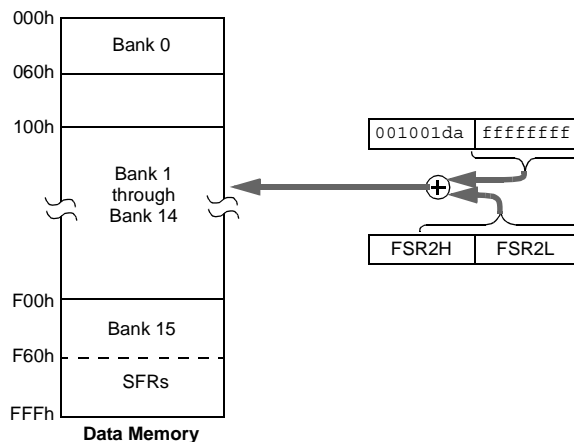 000h
Bank 0
060h
100h
001001da ffffffff
Bank 1
through
Bank 14
FSR2H FSR2L
F00h
Bank 15
F60h
SFRs
FFFh
Data Memory